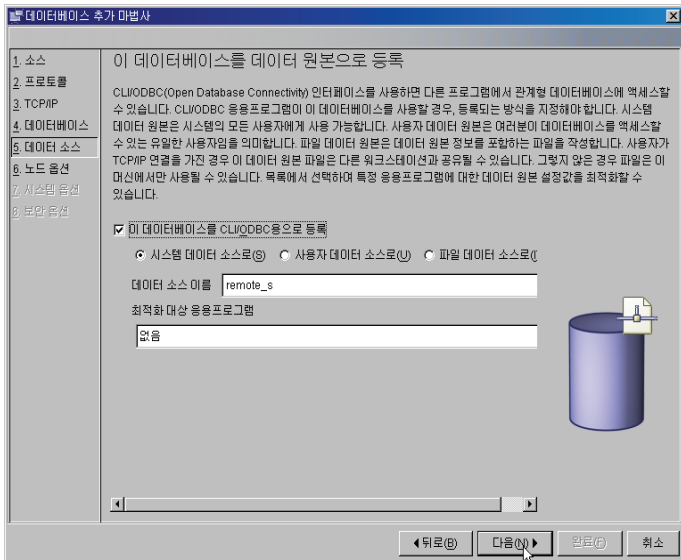 데이터베이스 추가 마법사
1. 소스
2. 프로토콜
3. TCP/IP
4. 데이터베이스
5. 데이터 소스
6. 노드 옵션
7. 시스템 옵션
8. 보안 옵션
이 데이터베이스를 데이터 원본으로 등록
CLI/ODBC(Open Database Connectivity) 인터페이스를 사용하면 다른 프로그램에서 관계형 데이터베이스에 액세스할
수 있습니다. CLI/ODBC 응용프로그램이 이 데이터베이스를 사용할 경우, 등록되는 방식을 지정해야 합니다. 시스템
데이터 원본은 시스템의 모든 사용자에게 사용 가능합니다. 사용자 데이터 원본은 여러분이 데이터베이스를 액세스할
수 있는 유일한 사용자임을 의미합니다. 파일 데이터 원본은 데이터 원본 정보를 포함하는 파일을 작성합니다. 사용자가
TCP/IP 연결을 가진 경우 이 데이터 원본 파일은 다른 워크스테이션과 공유될 수 있습니다. 그렇지 않은 경우 파일은 이
머신에서만 사용될 수 있습니다. 목록에서 선택하여 특정 응용프로그램에 대한 데이터 원본 설정값을 최적화할 수
있습니다.
이 데이터베이스를 CLI/ODBC용으로 등록
시스템 데이터 소스로(S) 사용자 데이터 소스로(U) 파일 데이터 소스로(
데이터 소스 이름 remote_s
최적화 대상 응용프로그램
없음
뒤로(B) 다음(N) 완료(F) 취소